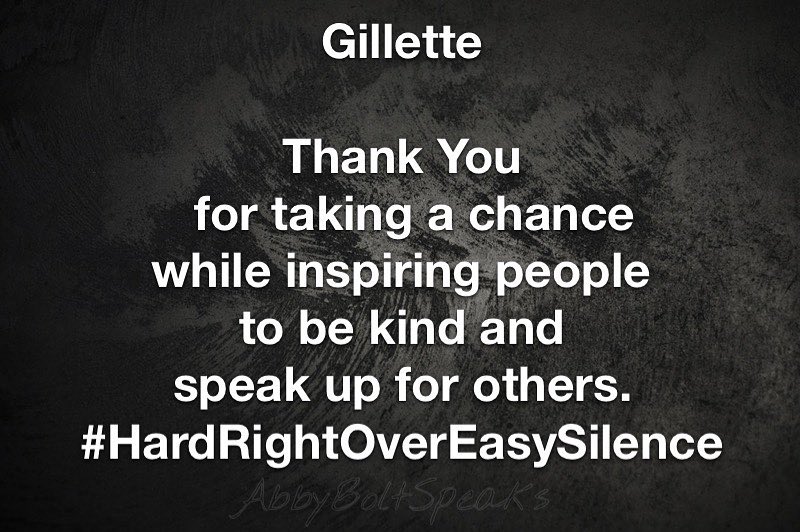 Gillette
Thank You
for taking a chance
while inspiring people
to be kind and
speak up for others.
#HardRightOverEasySilence
AbbyBoltSpeaks